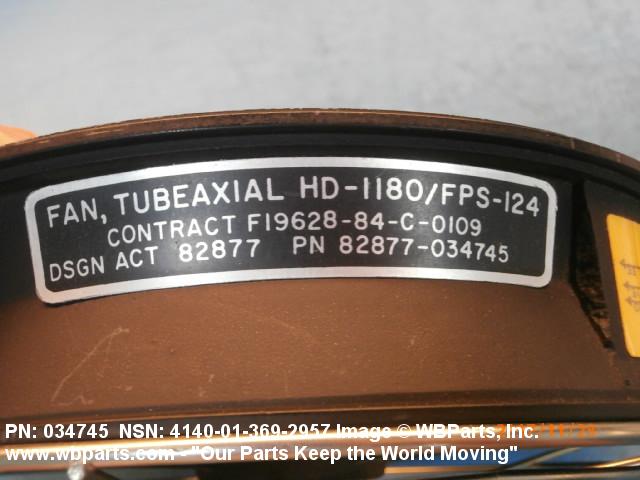 FAN, TUBEAXIAL HD-1180/FPS-124
CONTRACT F19628-84-C-0109
DSGN ACT 82877 PN 82877-034745
PN: 034745 NSN: 4140-01-369-2957 Image © WBParts, Inc.
www.wbparts.com - "Our Parts Keep the World Moving"